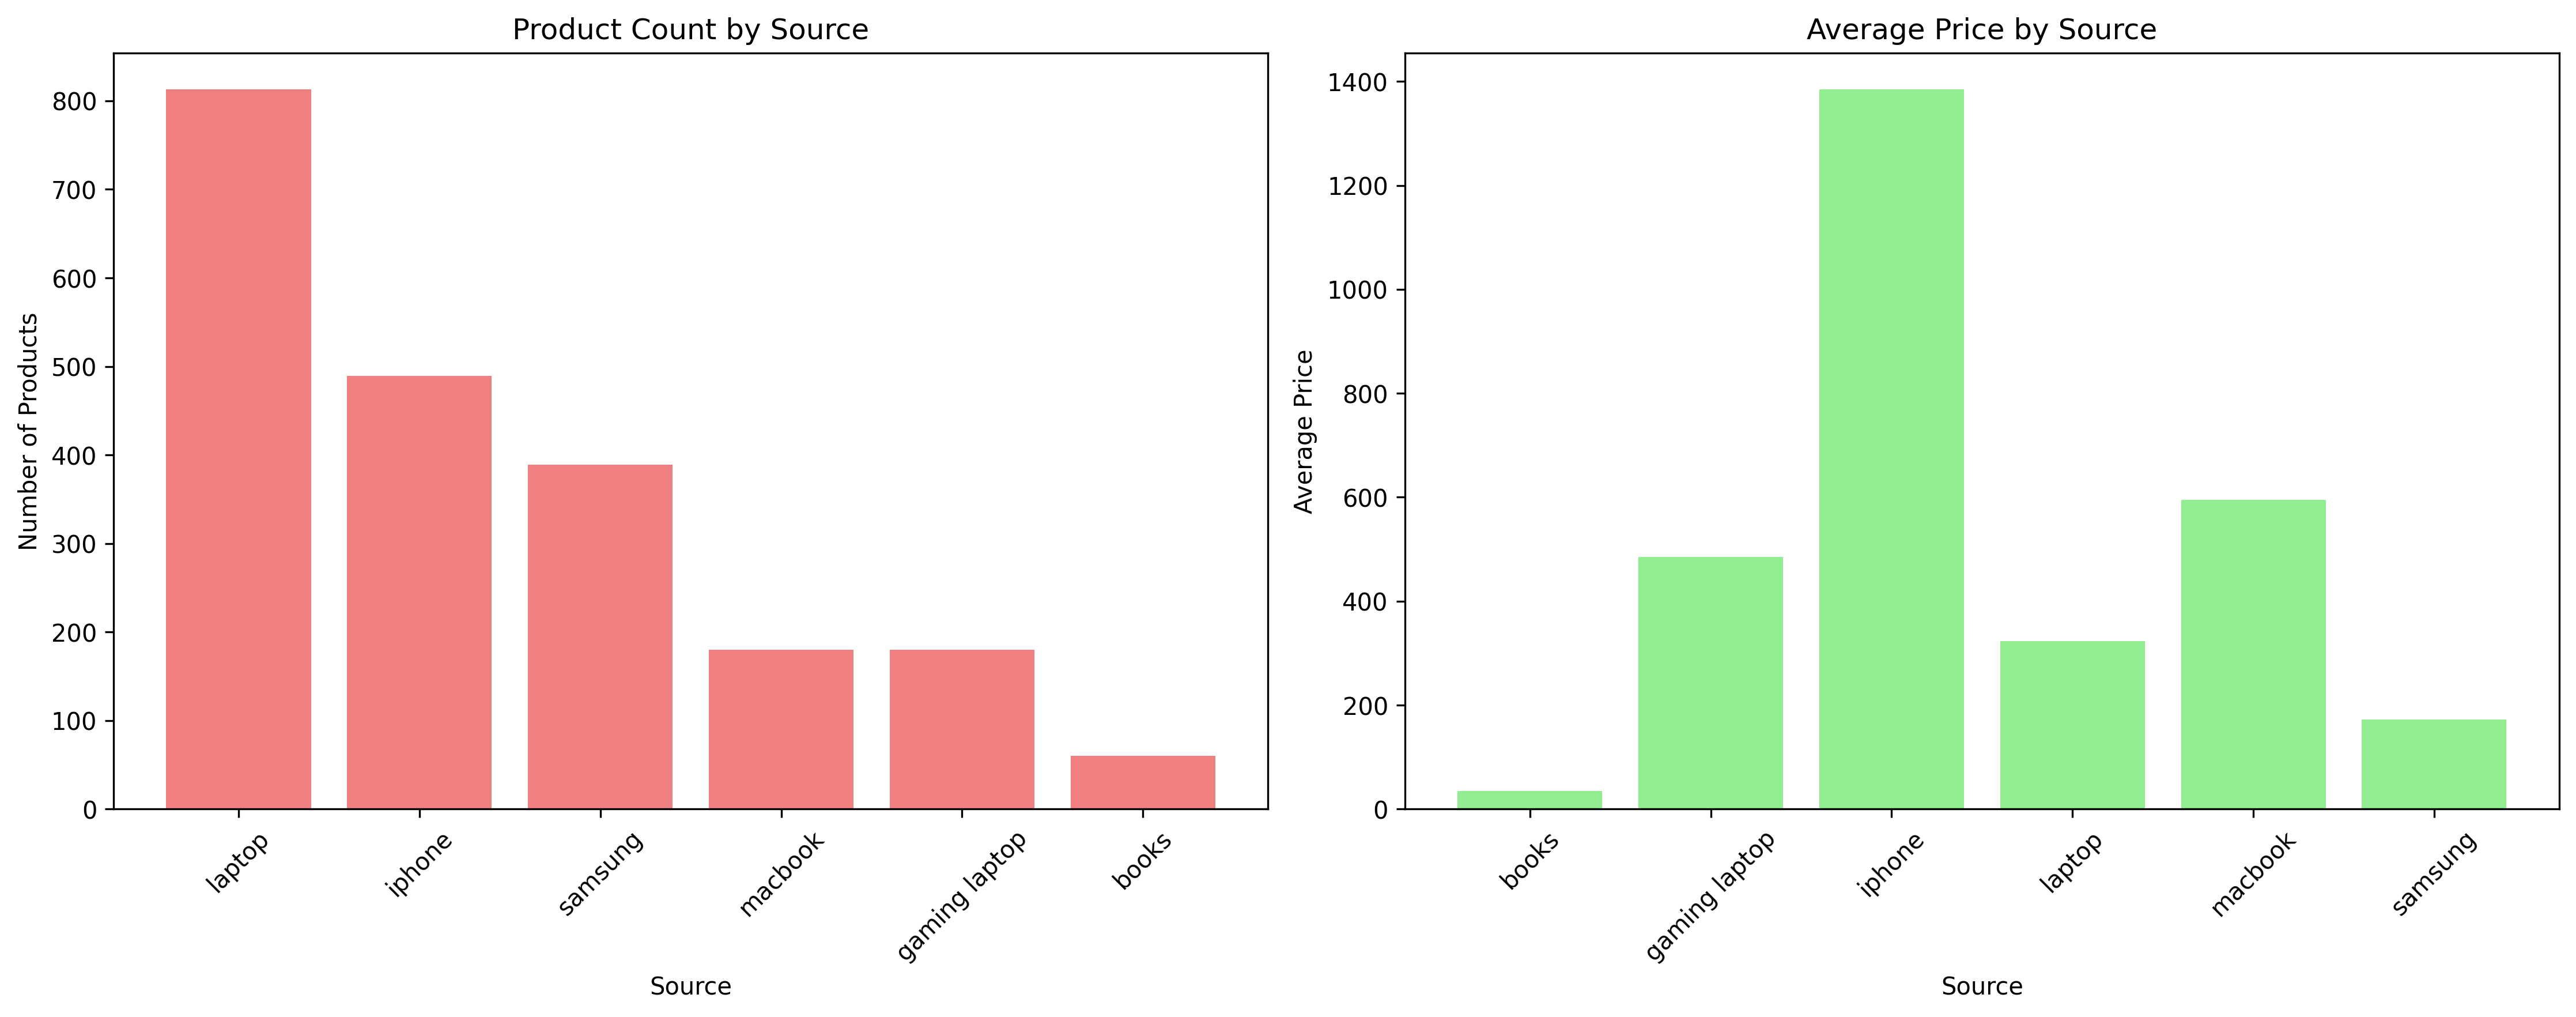 Product Count by Source
Number of Products
800
700
600
500
400
300
200
100
0
laptop
iphone
samsung
macbook
gaming laptop
books
Source
Average Price by Source
Average Price
1400
1200
1000
800
600
400
200
0
books
gaming laptop
iphone
laptop
macbook
samsung
Source